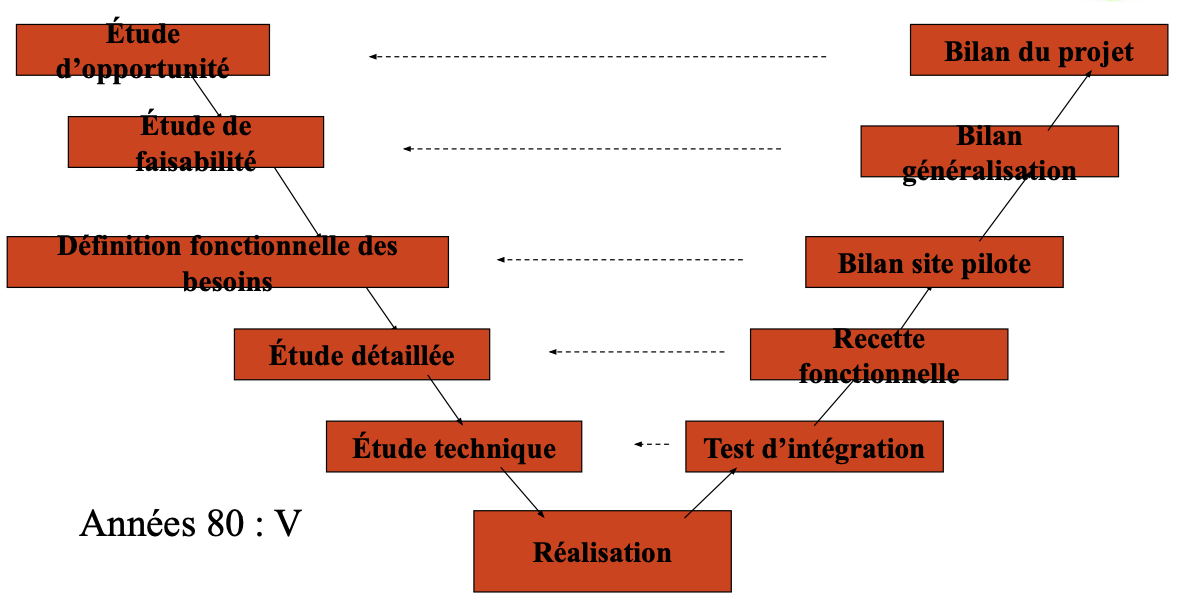 Étude
d’opportunité
Bilan du projet
Étude de
faisabilité
Bilan
généralisation
Définition fonctionnelle des
besoins
Bilan site pilote
Étude détaillée
Recette
fonctionnelle
Étude technique
Test d’intégration
Années 80 : V
Réalisation